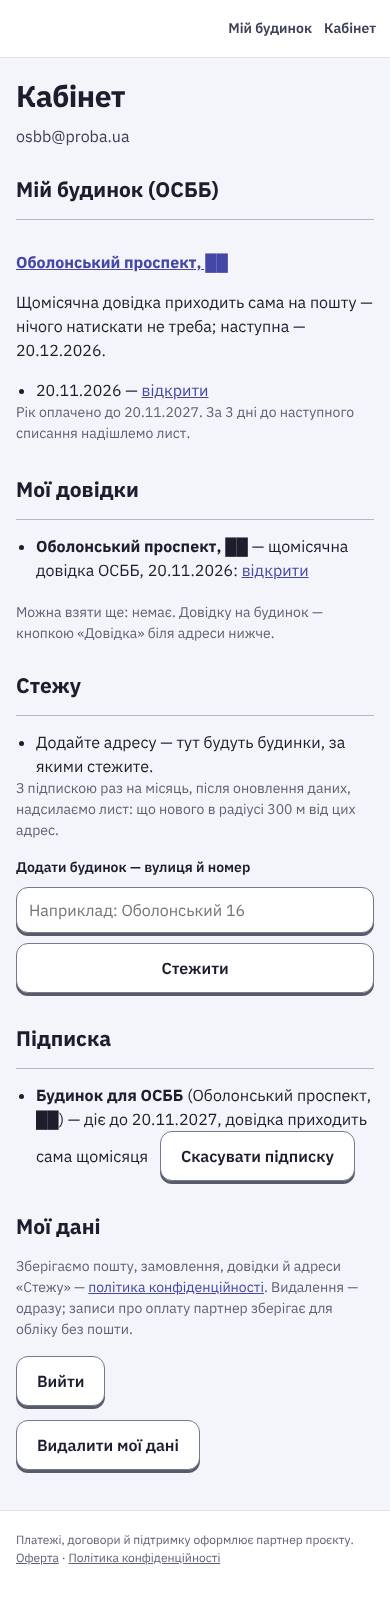 Мій будинок Кабінет
Кабінет
osbb@proba.ua
Мій будинок (ОСББ)
Оболонський проспект,
Щомісячна довідка приходить сама на пошту —
нічого натискати не треба; наступна —
20.12.2026.
• 20.11.2026 — відкрити
Рік оплачено до 20.11.2027. За 3 дні до наступного
списання надішлемо лист.
Мої довідки
• Оболонський проспект, ██ — щомісячна
довідка ОСББ, 20.11.2026: відкрити
Можна взяти ще: немає. Довідку на будинок —
кнопкою «Довідка» біля адреси нижче.
Стежу
• Додайте адресу — тут будуть будинки, за
якими стежите.
З підпискою раз на місяць, після оновлення даних,
надсилаємо лист: що нового в радіусі 300 м від цих
адрес.
Додати будинок — вулиця й номер
Наприклад: Оболонський 16
Стежити
Підписка
• Будинок для ОСББ (Оболонський проспект,
██) — діє до 20.11.2027, довідка приходить
сама щомісяця Скасувати підписку
Мої дані
Зберігаємо пошту, замовлення, довідки й адреси
«Стежу» — політика конфіденційності. Видалення —
одразу; записи про оплату партнер зберігає для
обліку без пошти.
Вийти
Видалити мої дані
Платежі, договори й підтримку оформлює партнер проєкту.
Оферта · Політика конфіденційності